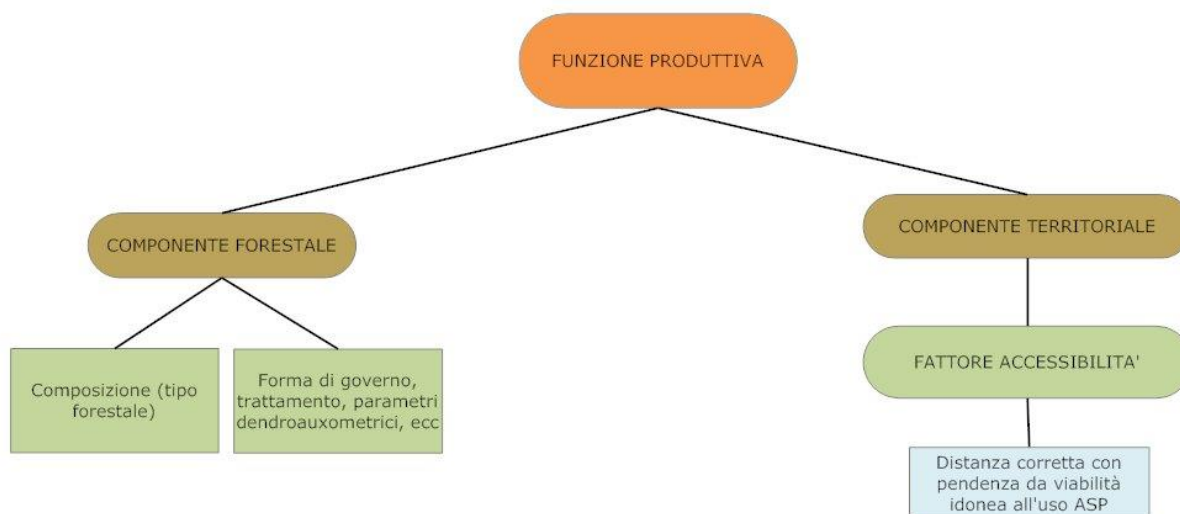 FUNZIONE PRODUTTIVA
COMPONENTE FORESTALE
COMPONENTE TERRITORIALE
Composizione (tipo
forestale)
Forma di governo,
trattamento, parametri
dendroauxometrici, ecc
FATTORE ACCESSIBILITA'
Distanza corretta con
pendenza da viabilità
idonea all'uso ASP